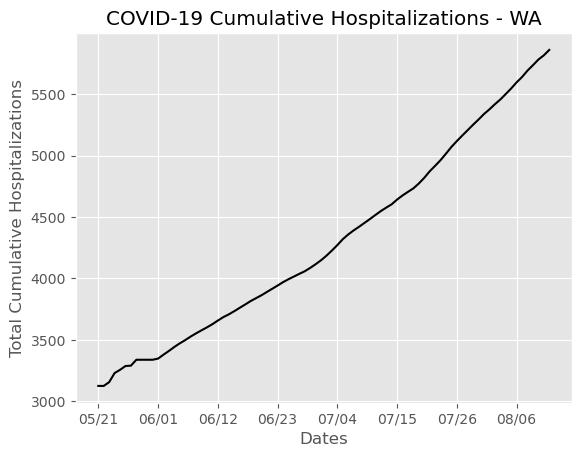 COVID-19 Cumulative Hospitalizations - WA
Total Cumulative Hospitalizations
5500
5000
4500
4000
3500
3000
05/21 06/01 06/12 06/23 07/04 07/15 07/26 08/06
Dates